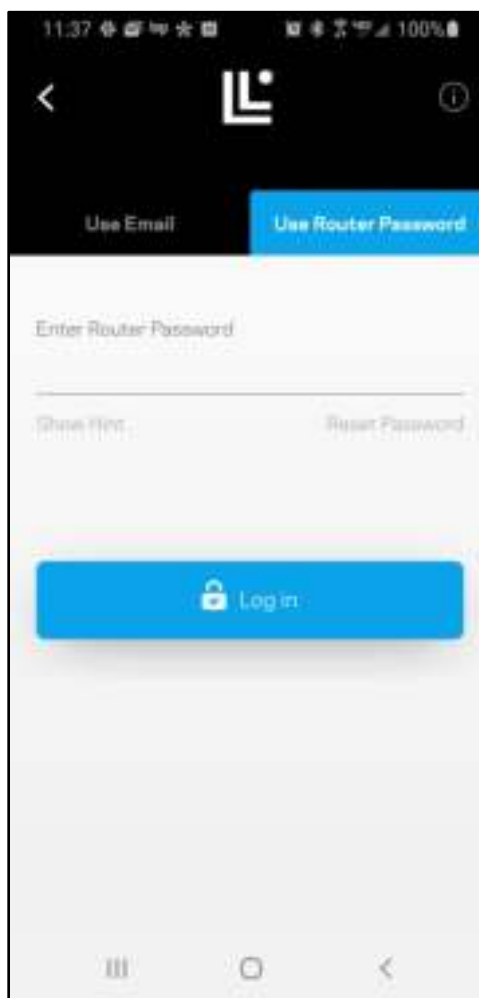 11:37
100%
Use Email
Use Router Password
Enter Router Password
Show Hint
Reset Password
Log in